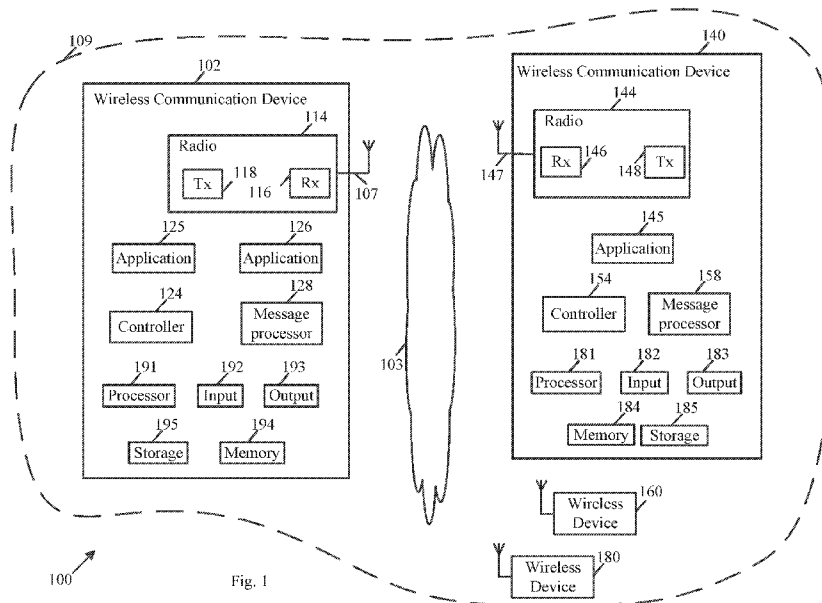 109
102
Wireless Communication Device
114
Radio
Tx
118
116
Rx
107
125
126
Application
Application
124
128
Controller
Message
processor
191
192
193
Processor
Input
Output
195
194
Storage
Memory
103
140
Wireless Communication Device
144
Radio
147
Rx
146
148
Tx
145
Application
154
158
Controller
Message
processor
181
182
183
Processor
Input
Output
184
185
Memory
Storage
160
Wireless
Device
180
Wireless
Device
100
Fig. 1